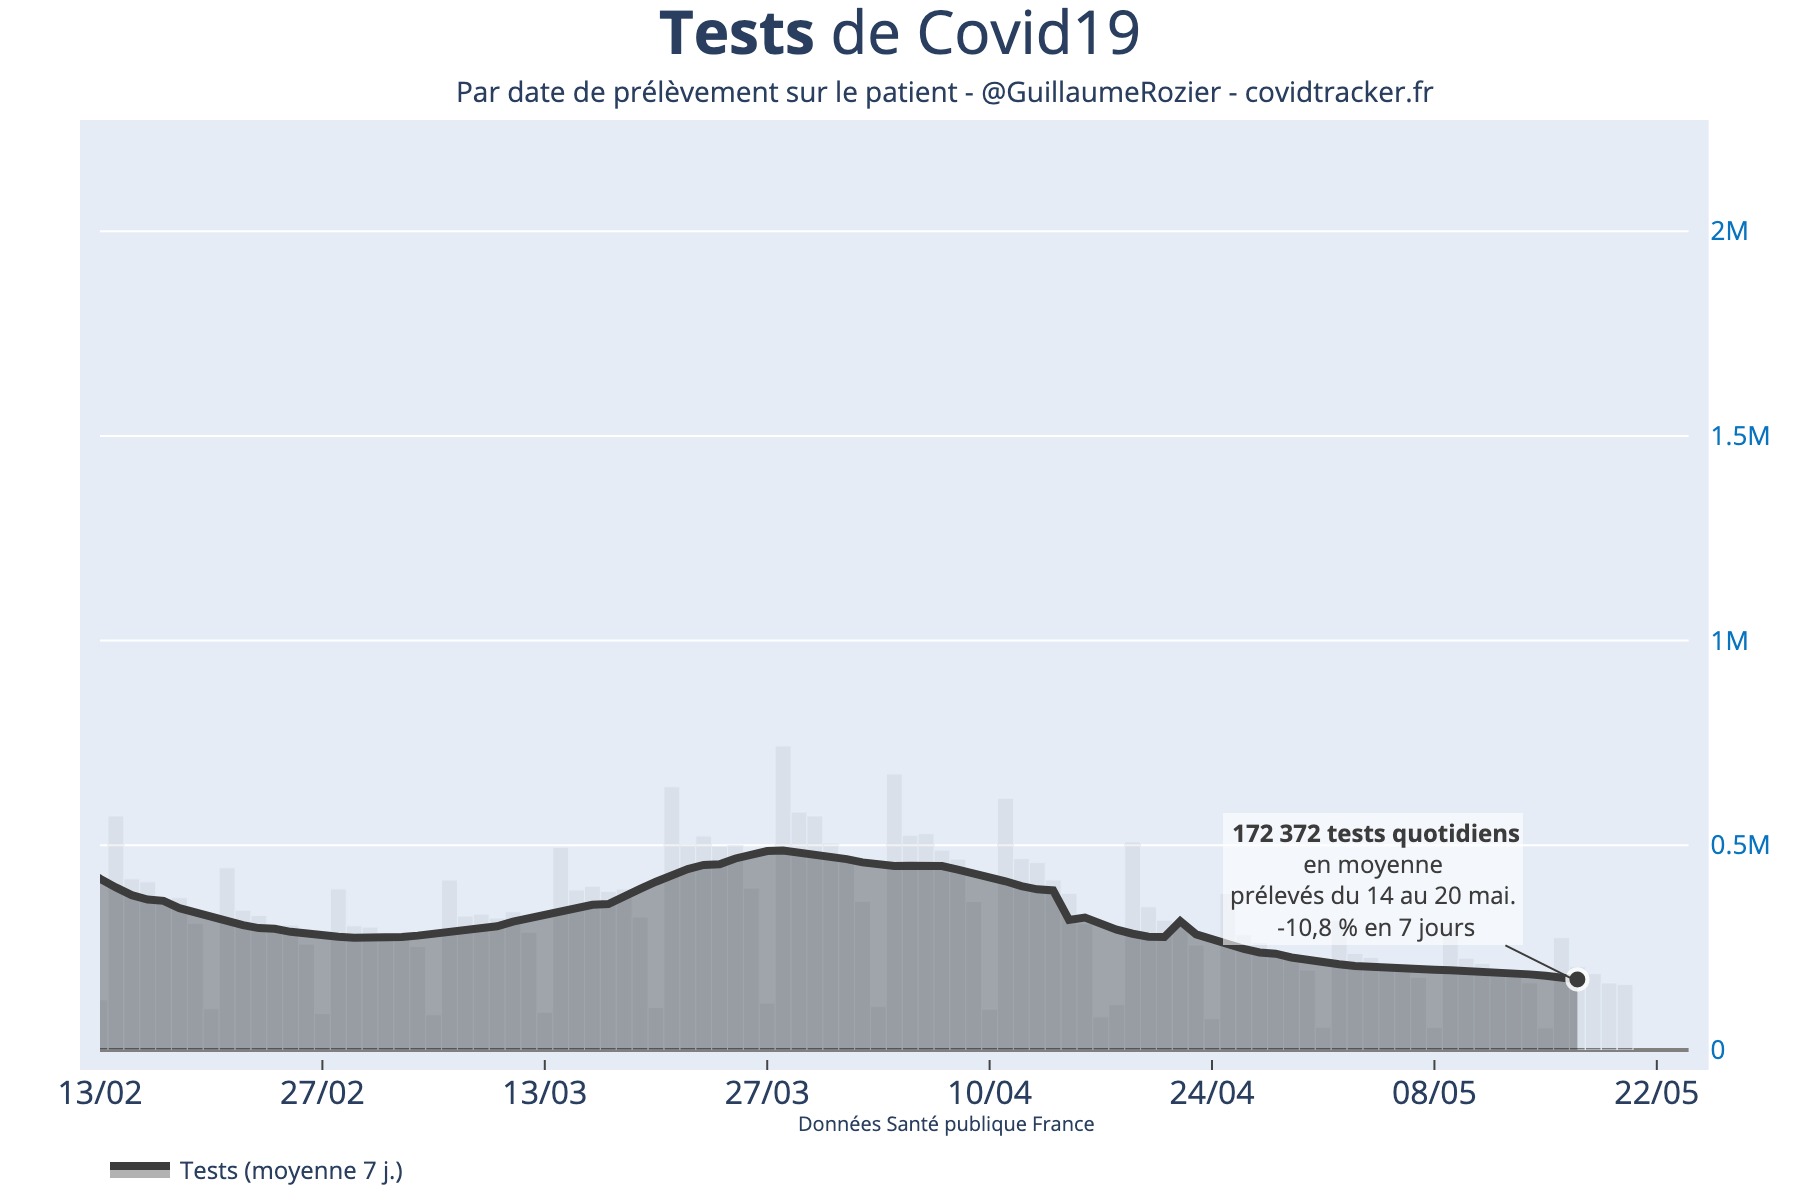 Tests de Covid19
Par date de prélèvement sur le patient - @GuillaumeRozier - covidtracker.fr
2M
1.5M
1M
0.5M
0
172 372 tests quotidiens
en moyenne
prélevés du 14 au 20 mai.
-10,8 % en 7 jours
13/02 27/02 13/03 27/03 10/04 24/04 08/05 22/05
Données Santé publique France
Tests (moyenne 7 j.)